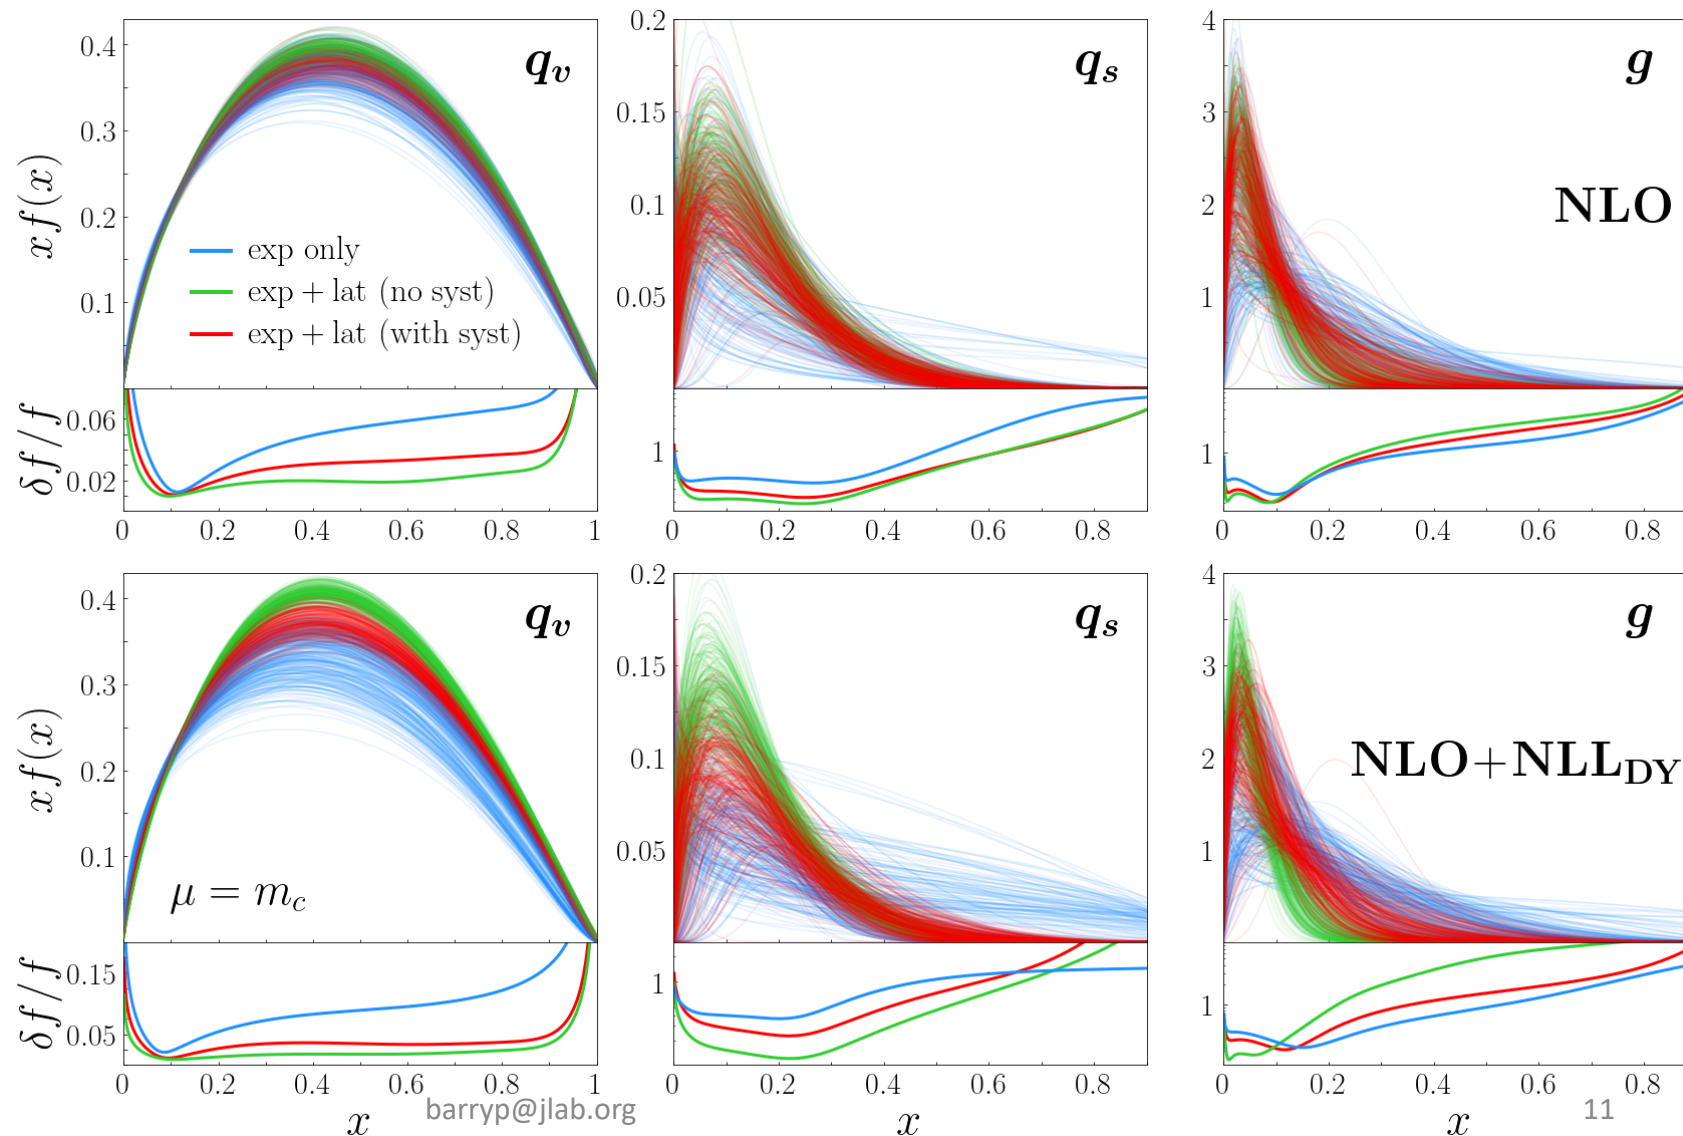 0.4
0.3
0.2
0.1
x f(x)
q_v
exp only
exp + lat (no syst)
exp + lat (with syst)
0.06
0.02
δf/f
0 0.2 0.4 0.6 0.8 1
0.2
0.15
0.1
0.05
q_s
1
0 0.2 0.4 0.6 0.8
4
3
2
1
g
NLO
1
0 0.2 0.4 0.6 0.8
0.4
0.3
0.2
0.1
x f(x)
q_v
μ = m_c
0.15
0.05
δf/f
0 0.2 0.4 0.6 0.8 1
x
0.2
0.15
0.1
0.05
q_s
1
0 0.2 0.4 0.6 0.8
x
4
3
2
1
g
NLO+NLL_DY
1
0 0.2 0.4 0.6 0.8
x
barryp@jlab.org
11